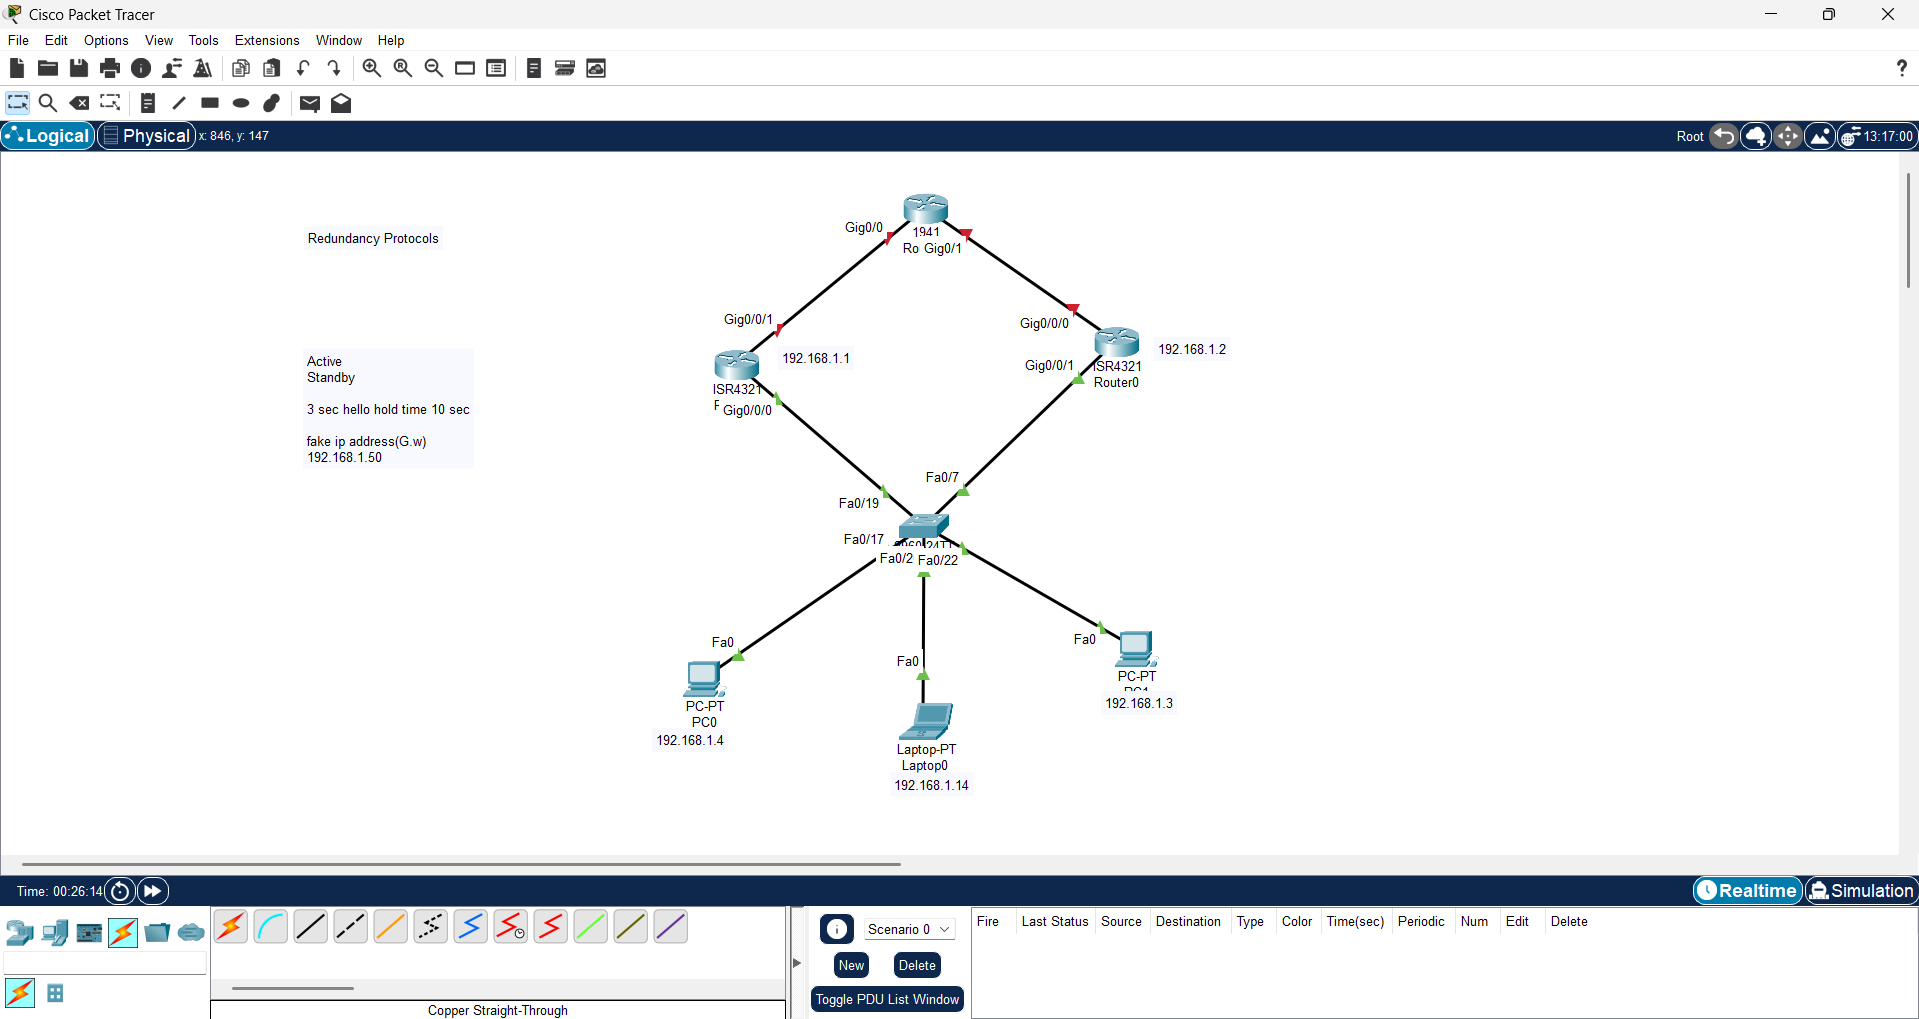 Cisco Packet Tracer
File Edit Options View Tools Extensions Window Help
Logical Physical x: 846, y: 147
Root 13:17:00
Redundancy Protocols
Gig0/0
1941
Ro Gig0/1
Gig0/0/1
192.168.1.1
ISR4321
Gig0/0/0
Gig0/0/0
192.168.1.2
Gig0/0/1
ISR4321
Router0
Active
Standby
3 sec hello hold time 10 sec
fake ip address(G.w)
192.168.1.50
Fa0/7
Fa0/19
Fa0/17
Fa0/2 Fa0/22
Fa0
PC-PT
PC0
192.168.1.4
Fa0
Laptop-PT
Laptop0
192.168.1.14
Fa0
PC-PT
192.168.1.3
Time: 00:26:14
Realtime Simulation
Scenario 0
New Delete
Toggle PDU List Window
Fire Last Status Source Destination Type Color Time(sec) Periodic Num Edit Delete
Copper Straight-Through